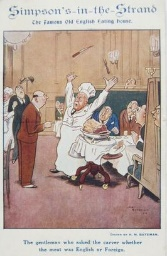 Simpson's-in-the-Strand
The Famous Old English Eating House.
The gentleman who asked the carver whether
the meat was English or Foreign.